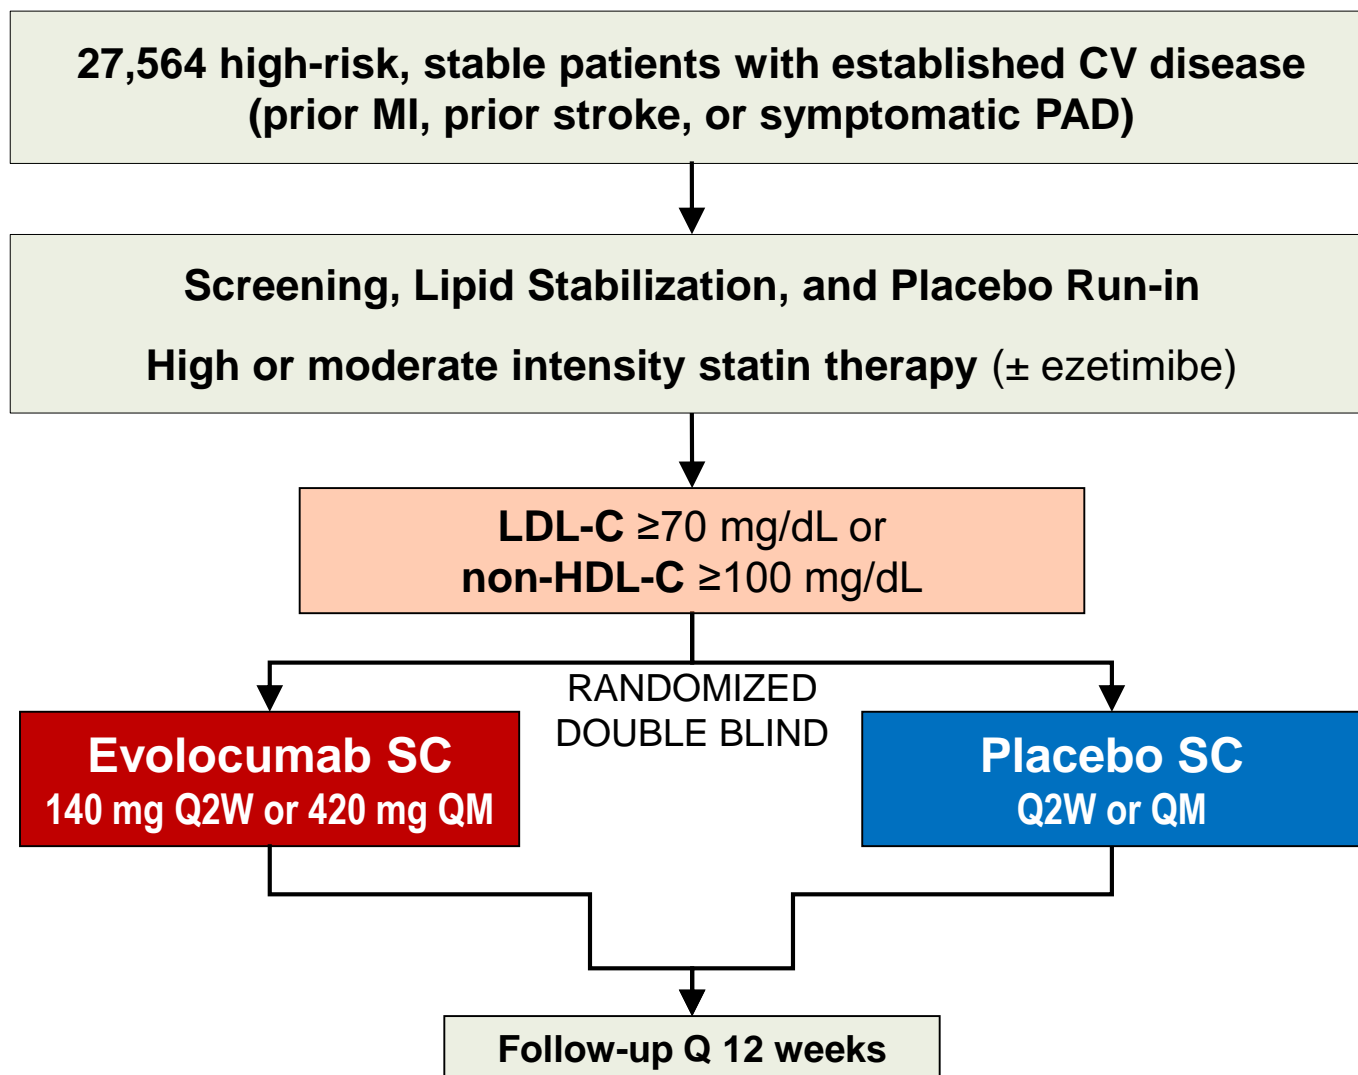 27,564 high-risk, stable patients with established CV disease
(prior MI, prior stroke, or symptomatic PAD)
Screening, Lipid Stabilization, and Placebo Run-in
High or moderate intensity statin therapy (± ezetimibe)
LDL-C ≥70 mg/dL or
non-HDL-C ≥100 mg/dL
RANDOMIZED
DOUBLE BLIND
Evolocumab SC
140 mg Q2W or 420 mg QM
Placebo SC
Q2W or QM
Follow-up Q 12 weeks